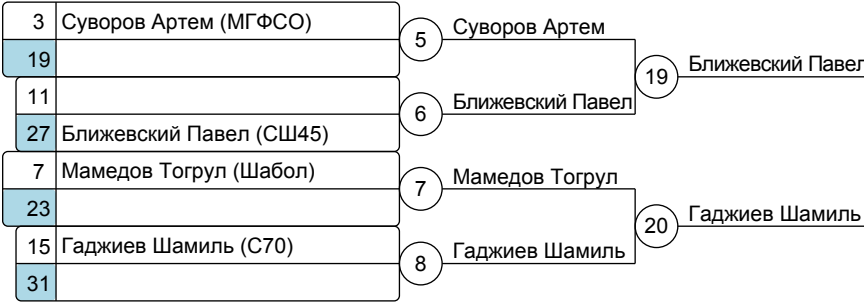 3 Суворов Артем (МГФСО)
19
5 Суворов Артем
11
27 Ближевский Павел (СШ45)
6 Ближевский Павел
19 Ближевский Павел
7 Мамедов Тогрул (Шабол)
23
7 Мамедов Тогрул
15 Гаджиев Шамиль (С70)
31
8 Гаджиев Шамиль
20 Гаджиев Шамиль